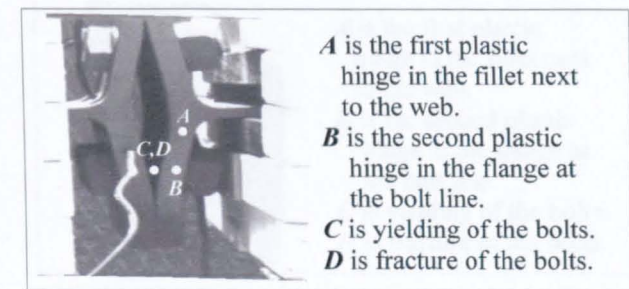 A is the first plastic
hinge in the fillet next
to the web.
B is the second plastic
hinge in the flange at
the bolt line.
C is yielding of the bolts.
D is fracture of the bolts.
A
C,D
B